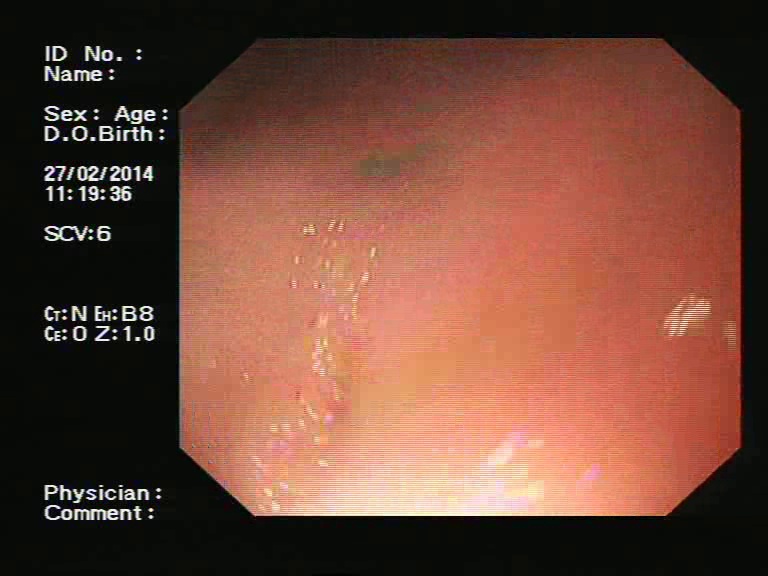 ID No. :
Name:
Sex: Age:
D.O.Birth:
27/02/2014
11:19:36
SCV:6
CT:N EH:B8
CE:0 Z:1.0
Physician:
Comment: